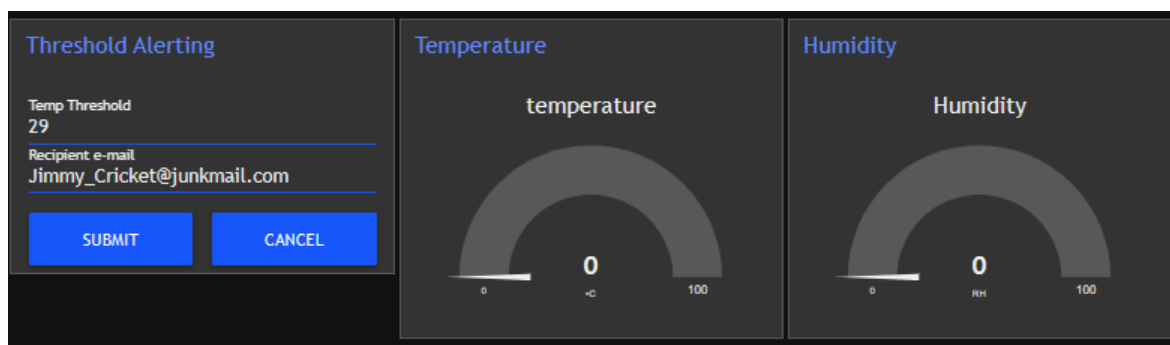 Threshold Alerting
Temp Threshold
29
Recipient e-mail
Jimmy_Cricket@junkmail.com
SUBMIT
CANCEL
Temperature
temperature
0
0
°C
100
Humidity
Humidity
0
0
RH
100